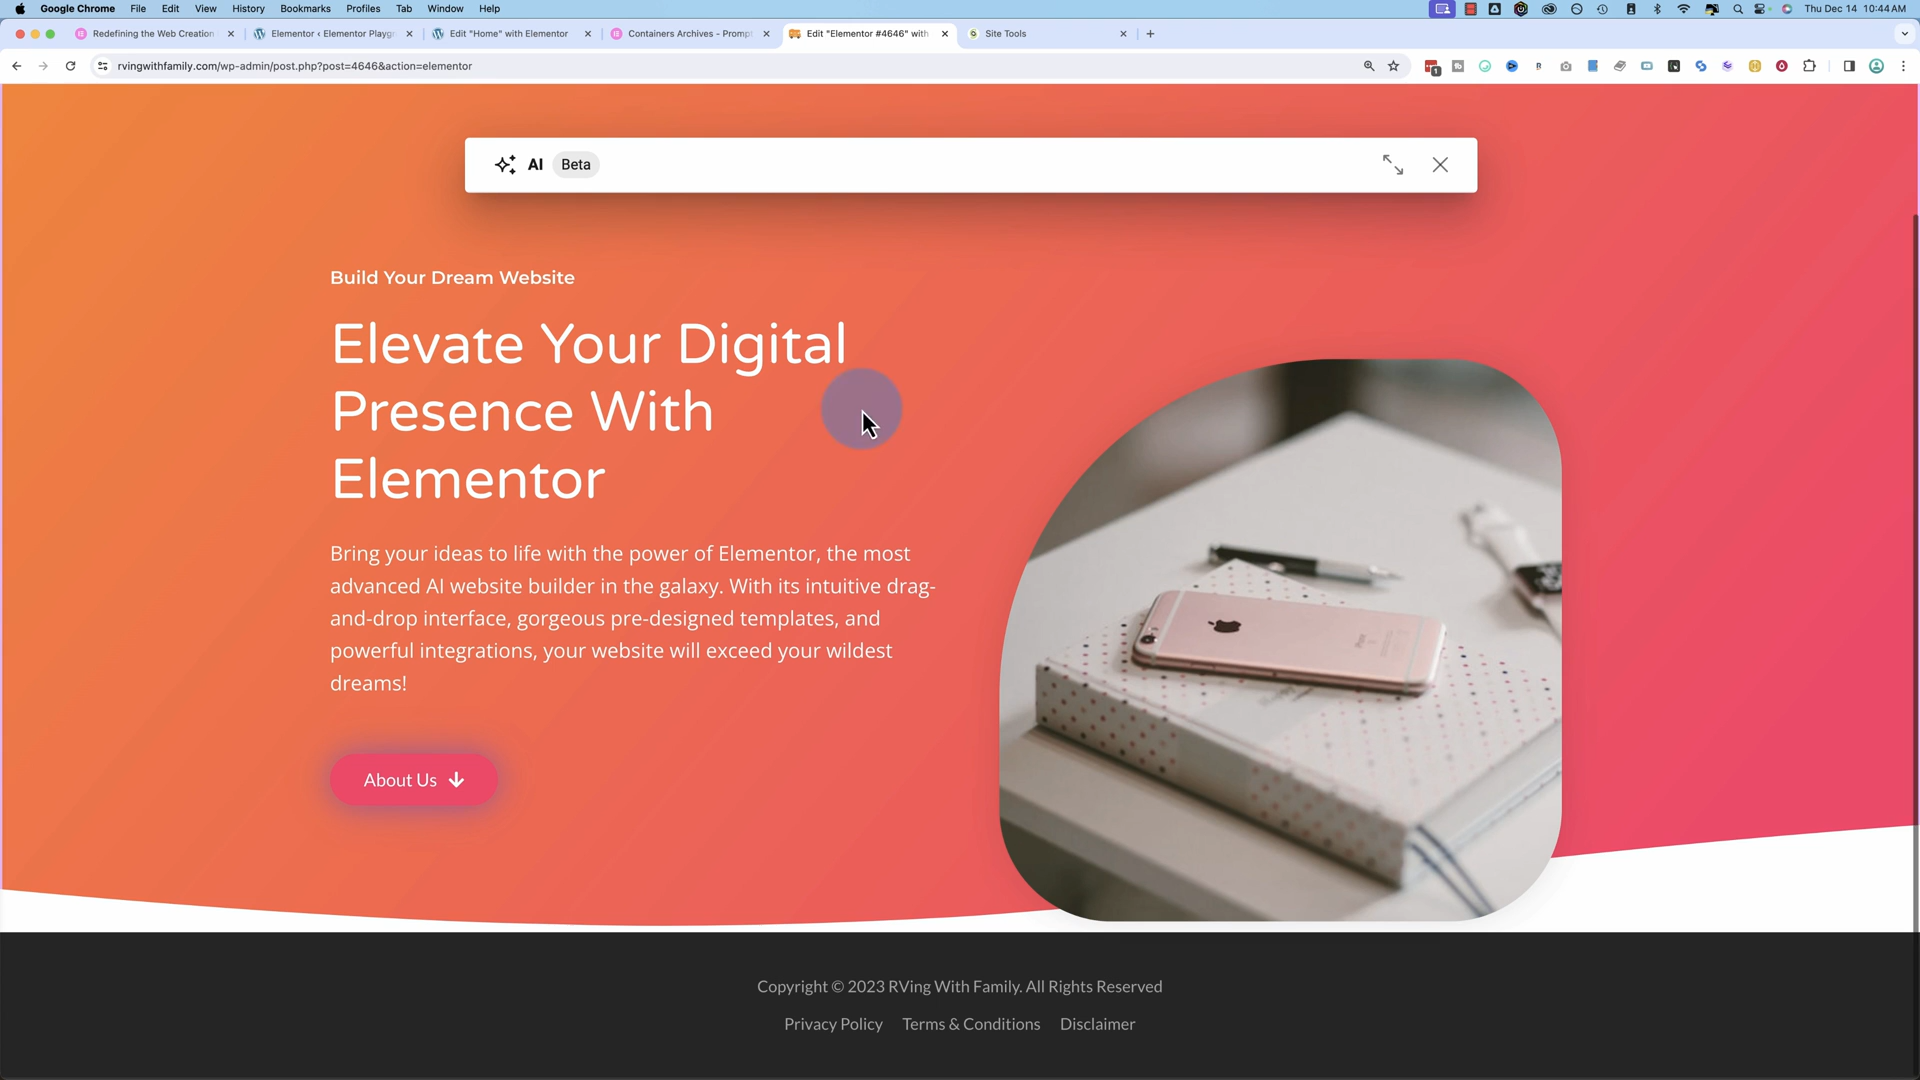 Google Chrome File Edit View History Bookmarks Profiles Tab Window Help Thu Dec 14 10:44 AM
Redefining the Web Creation Elementor ‹ Elementor Playgr Edit "Home" with Elementor Containers Archives - Promp Edit "Elementor #4646" with Site Tools
rvingwithfamily.com/wp-admin/post.php?post=4646&action=elementor
AI Beta
Build Your Dream Website
Elevate Your Digital
Presence With
Elementor
Bring your ideas to life with the power of Elementor, the most
advanced AI website builder in the galaxy. With its intuitive drag-
and-drop interface, gorgeous pre-designed templates, and
powerful integrations, your website will exceed your wildest
dreams!
About Us
Copyright © 2023 RVing With Family. All Rights Reserved
Privacy Policy Terms & Conditions Disclaimer